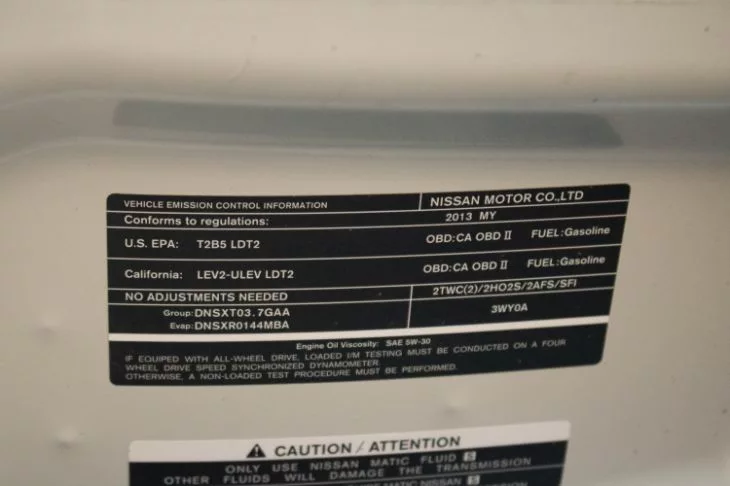 VEHICLE EMISSION CONTROL INFORMATION NISSAN MOTOR CO.,LTD
Conforms to regulations: 2013 MY
U.S. EPA: T2B5 LDT2 OBD:CA OBD II FUEL:Gasoline
California: LEV2-ULEV LDT2 OBD:CA OBD II FUEL:Gasoline
NO ADJUSTMENTS NEEDED 2TWC(2)/2HO2S/2AFS/SFI
Group:DNSXT03.7GAA 3WY0A
Evap:DNSXR0144MBA
Engine Oil Viscosity: SAE 5W-30
IF EQUIPED WITH ALL-WHEEL DRIVE, LOADED I/M TESTING MUST BE CONDUCTED ON A FOUR
WHEEL DRIVE SPEED SYNCHRONIZED DYNAMOMETER.
OTHERWISE, A NON-LOADED TEST PROCEDURE MUST BE PERFORMED.
CAUTION / ATTENTION
ONLY USE NISSAN MATIC FLUID S
OTHER FLUIDS WILL DAMAGE THE TRANSMISSION
NISSAN S